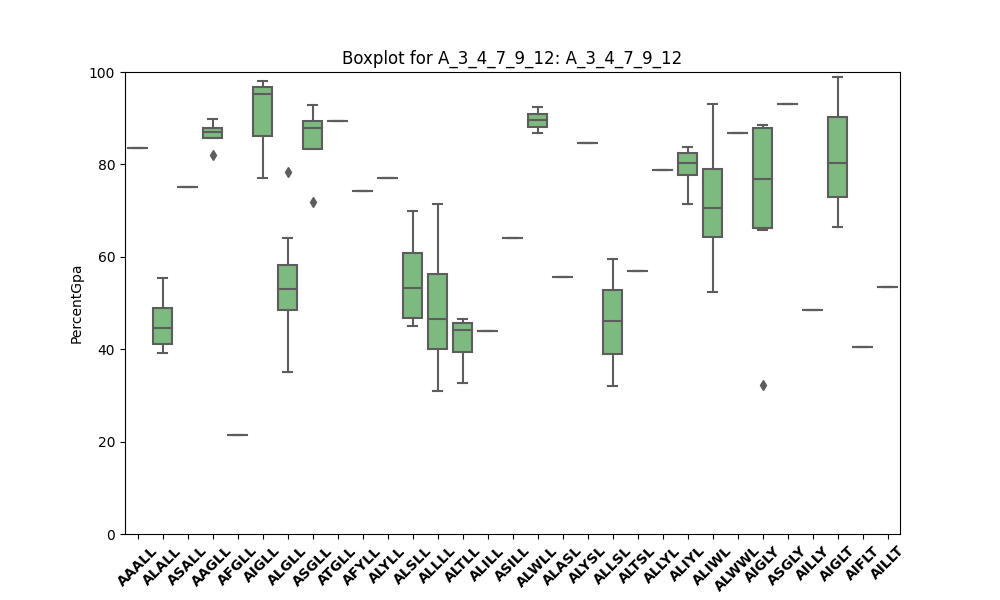 Boxplot for A_3_4_7_9_12: A_3_4_7_9_12
100
80
60
40
20
0
PercentGpa
AAALL
ALALL
ASALL
AAGLL
AFGLL
AIGLL
ALGLL
ASGLL
ATGLL
AFYLL
ALYLL
ALSLL
ALLLL
ALTLL
ALILL
ASILL
ALWLL
ALASL
ALYSL
ALLSL
ALTSL
ALLYL
ALIYL
ALIWL
ALWWL
AIGLY
ASGLY
AILLY
AIGLT
AIFLT
AILLT